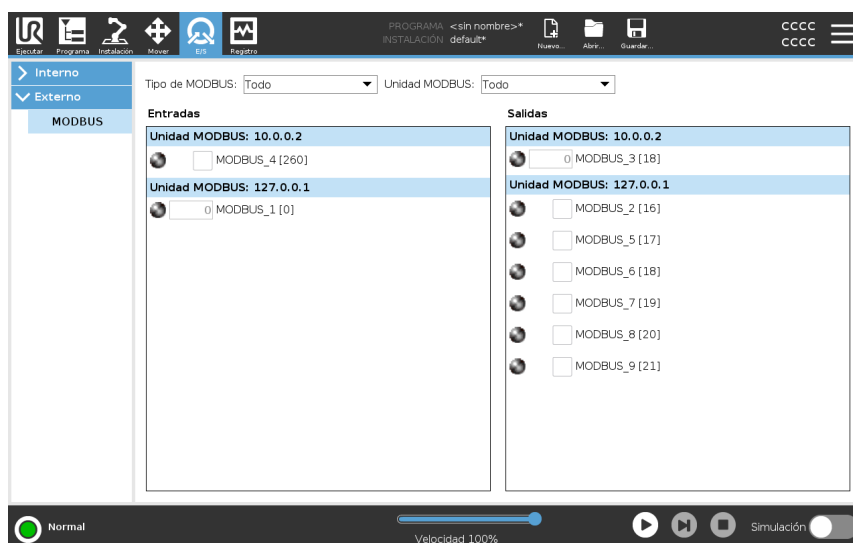 PROGRAMA <sin nombre>*
INSTALACIÓN default*
CCCC
CCCC
Ejecutar Programa Instalación Mover E/S Registro Nuevo... Abrir... Guardar...
Interno
Externo
MODBUS
Tipo de MODBUS: Todo Unidad MODBUS: Todo
Entradas
Unidad MODBUS: 10.0.0.2
MODBUS_4 [260]
Unidad MODBUS: 127.0.0.1
0 MODBUS_1 [0]
Salidas
Unidad MODBUS: 10.0.0.2
0 MODBUS_3 [18]
Unidad MODBUS: 127.0.0.1
MODBUS_2 [16]
MODBUS_5 [17]
MODBUS_6 [18]
MODBUS_7 [19]
MODBUS_8 [20]
MODBUS_9 [21]
Normal
Velocidad 100%
Simulación